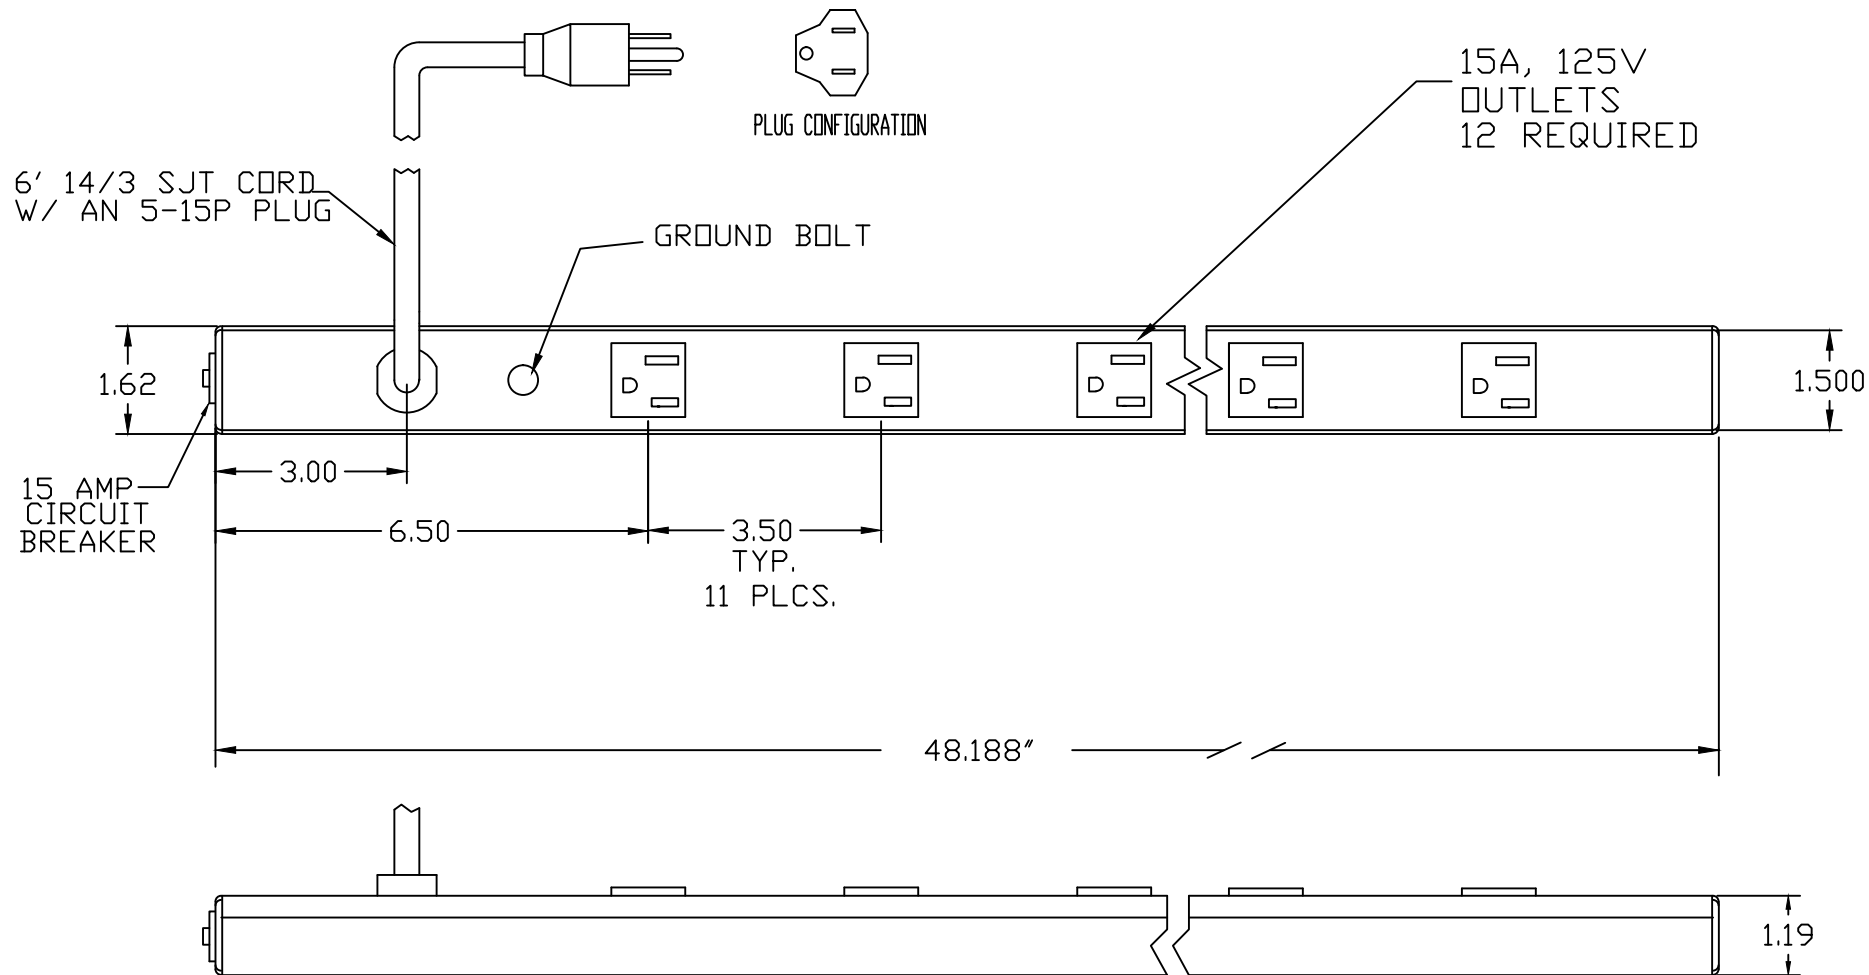 PLUG CONFIGURATION
15A, 125V
OUTLETS
12 REQUIRED
6' 14/3 SJT CORD
W/ AN 5-15P PLUG
GROUND BOLT
1.62
1.500
3.00
15 AMP
CIRCUIT
BREAKER
6.50
3.50
TYP.
11 PLCS.
48.188"
1.19